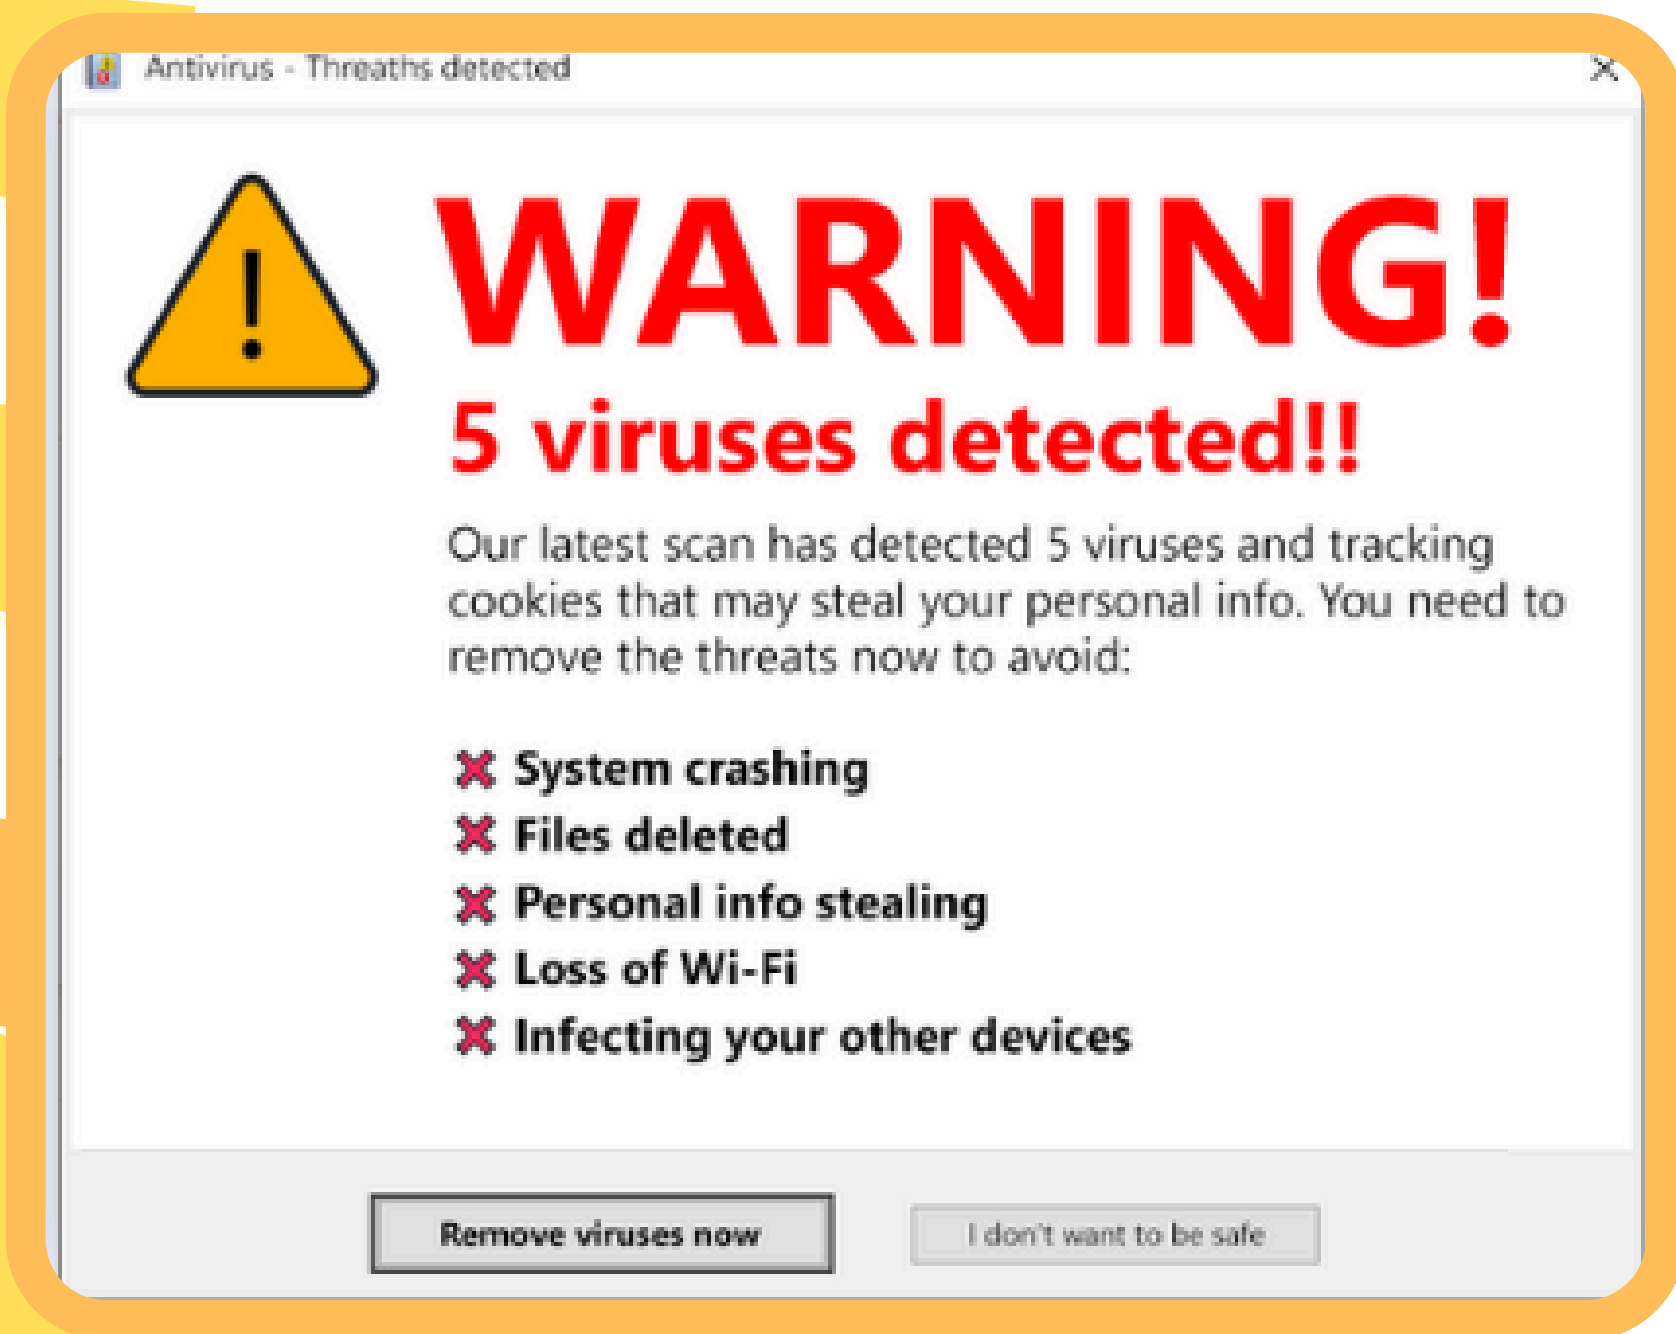 Antivirus - Threaths detected
WARNING!
5 viruses detected!!
Our latest scan has detected 5 viruses and tracking
cookies that may steal your personal info. You need to
remove the threats now to avoid:
System crashing
Files deleted
Personal info stealing
Loss of Wi-Fi
Infecting your other devices
Remove viruses now
I don't want to be safe